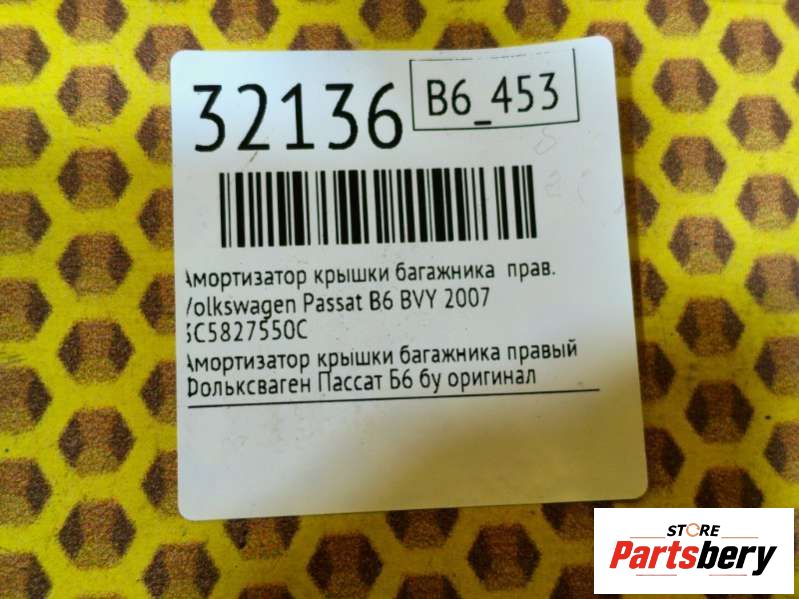 32136
B6_453
Амортизатор крышки багажника прав.
Volkswagen Passat B6 BVY 2007
3C5827550C
Амортизатор крышки багажника правый
Фольксваген Пассат Б6 бу оригинал
STORE
Partsbery